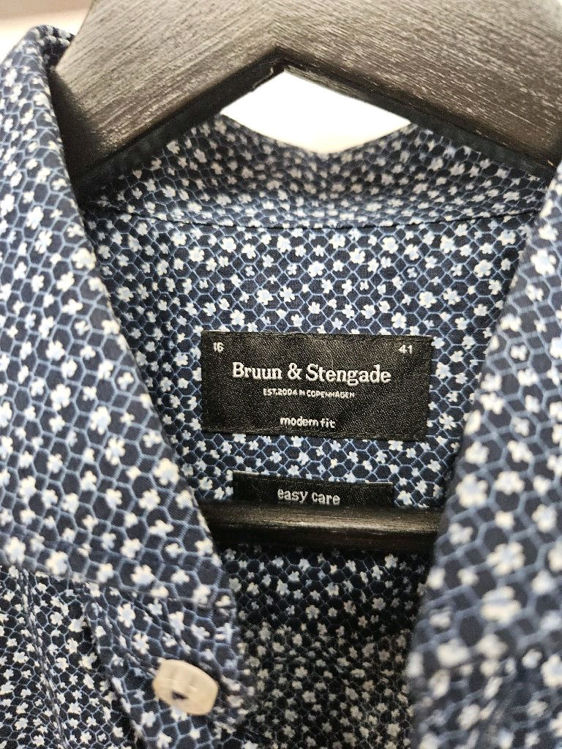 16 41
Bruun & Stengade
EST.2004 IN COPENHAGEN
modern fit
easy care